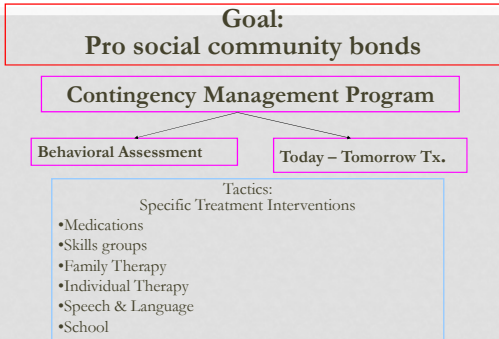 Goal:
Pro social community bonds
Contingency Management Program
Behavioral Assessment
Today – Tomorrow Tx.
Tactics:
Specific Treatment Interventions
•Medications
•Skills groups
•Family Therapy
•Individual Therapy
•Speech & Language
•School